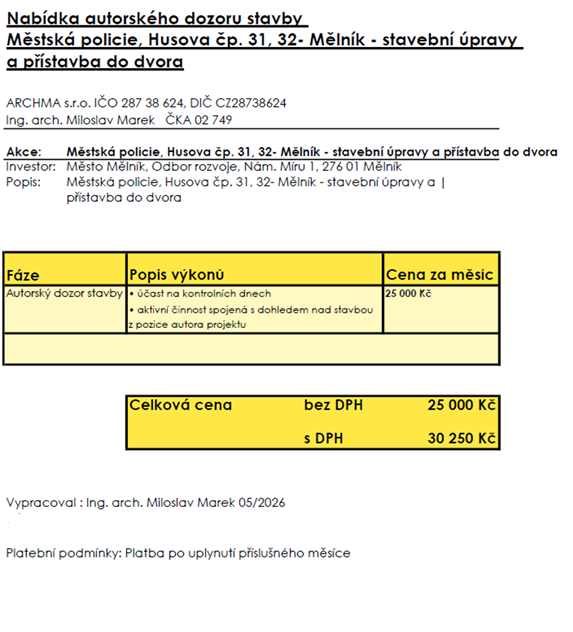 Nabídka autorského dozoru stavby
Městská policie, Husova čp. 31, 32- Mělník - stavební úpravy
a přístavba do dvora
ARCHMA s.r.o. IČO 287 38 624, DIČ CZ28738624
Ing. arch. Miloslav Marek ČKA 02 749
Akce: Městská policie, Husova čp. 31, 32- Mělník - stavební úpravy a přístavba do dvora
Investor: Město Mělník, Odbor rozvoje, Nám. Míru 1, 276 01 Mělník
Popis: Městská policie, Husova čp. 31, 32- Mělník - stavební úpravy a |
přístavba do dvora
Fáze Popis výkonů Cena za měsíc
Autorský dozor stavby • účast na kontrolních dnech 25 000 Kč
• aktivní činnost spojená s dohledem nad stavbou
z pozice autora projektu
Celková cena bez DPH 25 000 Kč
s DPH 30 250 Kč
Vypracoval : Ing. arch. Miloslav Marek 05/2026
Platební podmínky: Platba po uplynutí příslušného měsíce